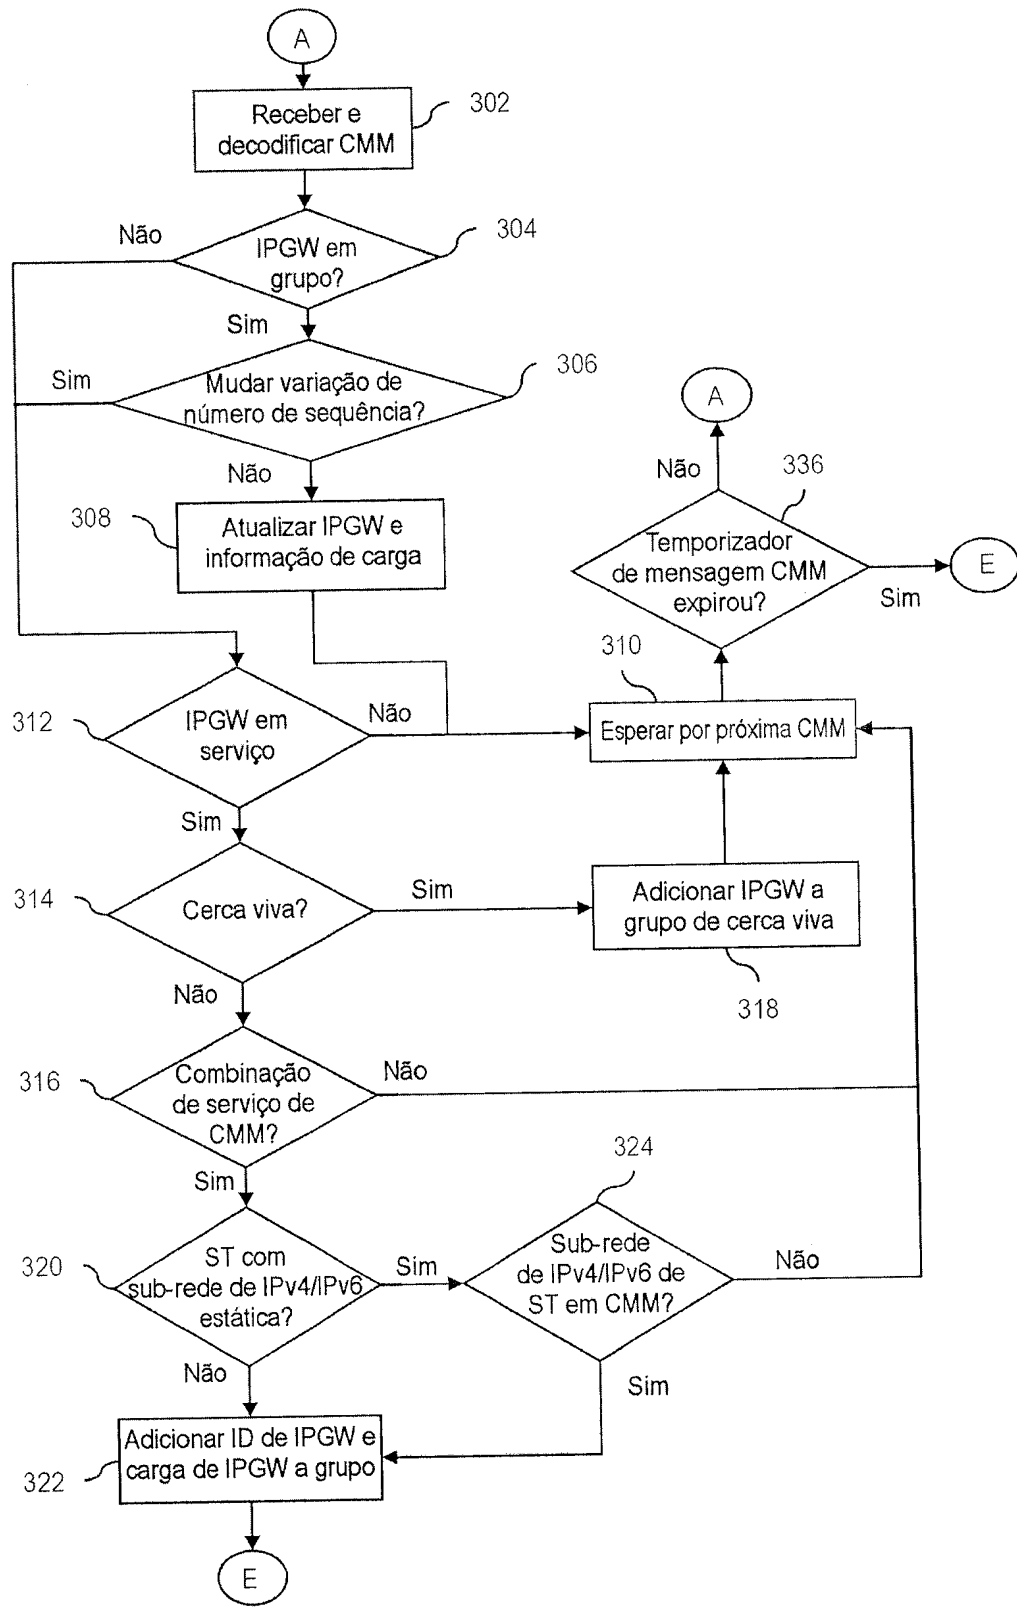 A
Receber e
decodificar CMM
302
Não
IPGW em
grupo?
304
Sim
Sim
Mudar variação de
número de sequência?
306
Não
A
Não
336
308
Atualizar IPGW e
informação de carga
Temporizador
de mensagem CMM
expirou?
E
Sim
310
312
IPGW em
serviço
Não
Esperar por próxima CMM
Sim
314
Cerca viva?
Sim
Adicionar IPGW a
grupo de cerca viva
318
Não
316
Combinação
de serviço de
CMM?
Não
Sim
324
320
ST com
sub-rede de IPv4/IPv6
estática?
Sim
Sub-rede
de IPv4/IPv6 de
ST em CMM?
Não
Não
Sim
Adicionar ID de IPGW e
carga de IPGW a grupo
322
E